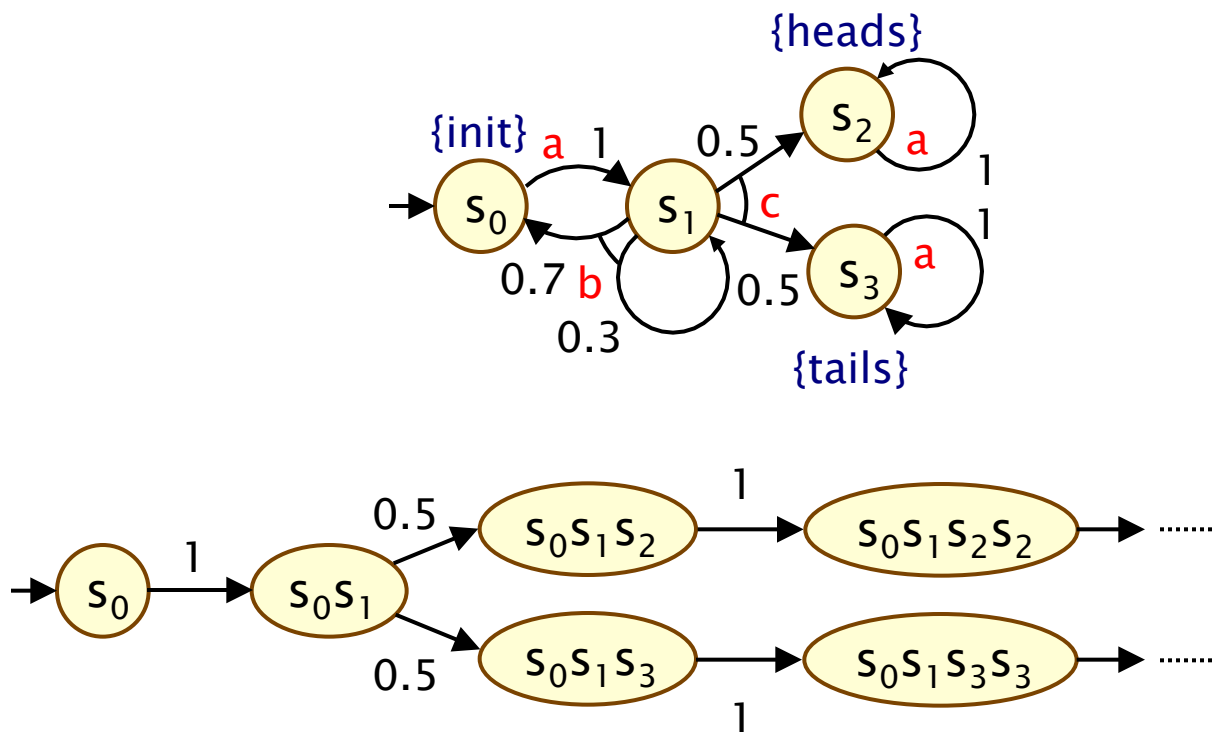 {heads}
{init}
a
1
0.5
s2
a
1
s0
s1
c
1
0.7
b
0.5
s3
a
0.3
{tails}
0.5
s0s1s2
1
s0s1s2s2
......
s0
1
s0s1
0.5
s0s1s3
1
s0s1s3s3
......